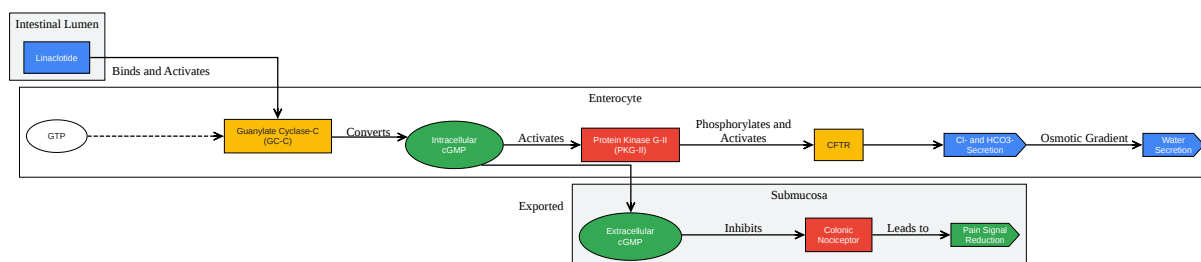 Intestinal Lumen
Linaclotide
Binds and Activates
Enterocyte
GTP
Guanylate Cyclase-C
(GC-C)
Converts
Intracellular
cGMP
Activates
Protein Kinase G-II
(PKG-II)
Phosphorylates and
Activates
CFTR
Cl- and HCO3-
Secretion
Osmotic Gradient
Water
Secretion
Exported
Submucosa
Extracellular
cGMP
Inhibits
Colonic
Nociceptor
Leads to
Pain Signal
Reduction